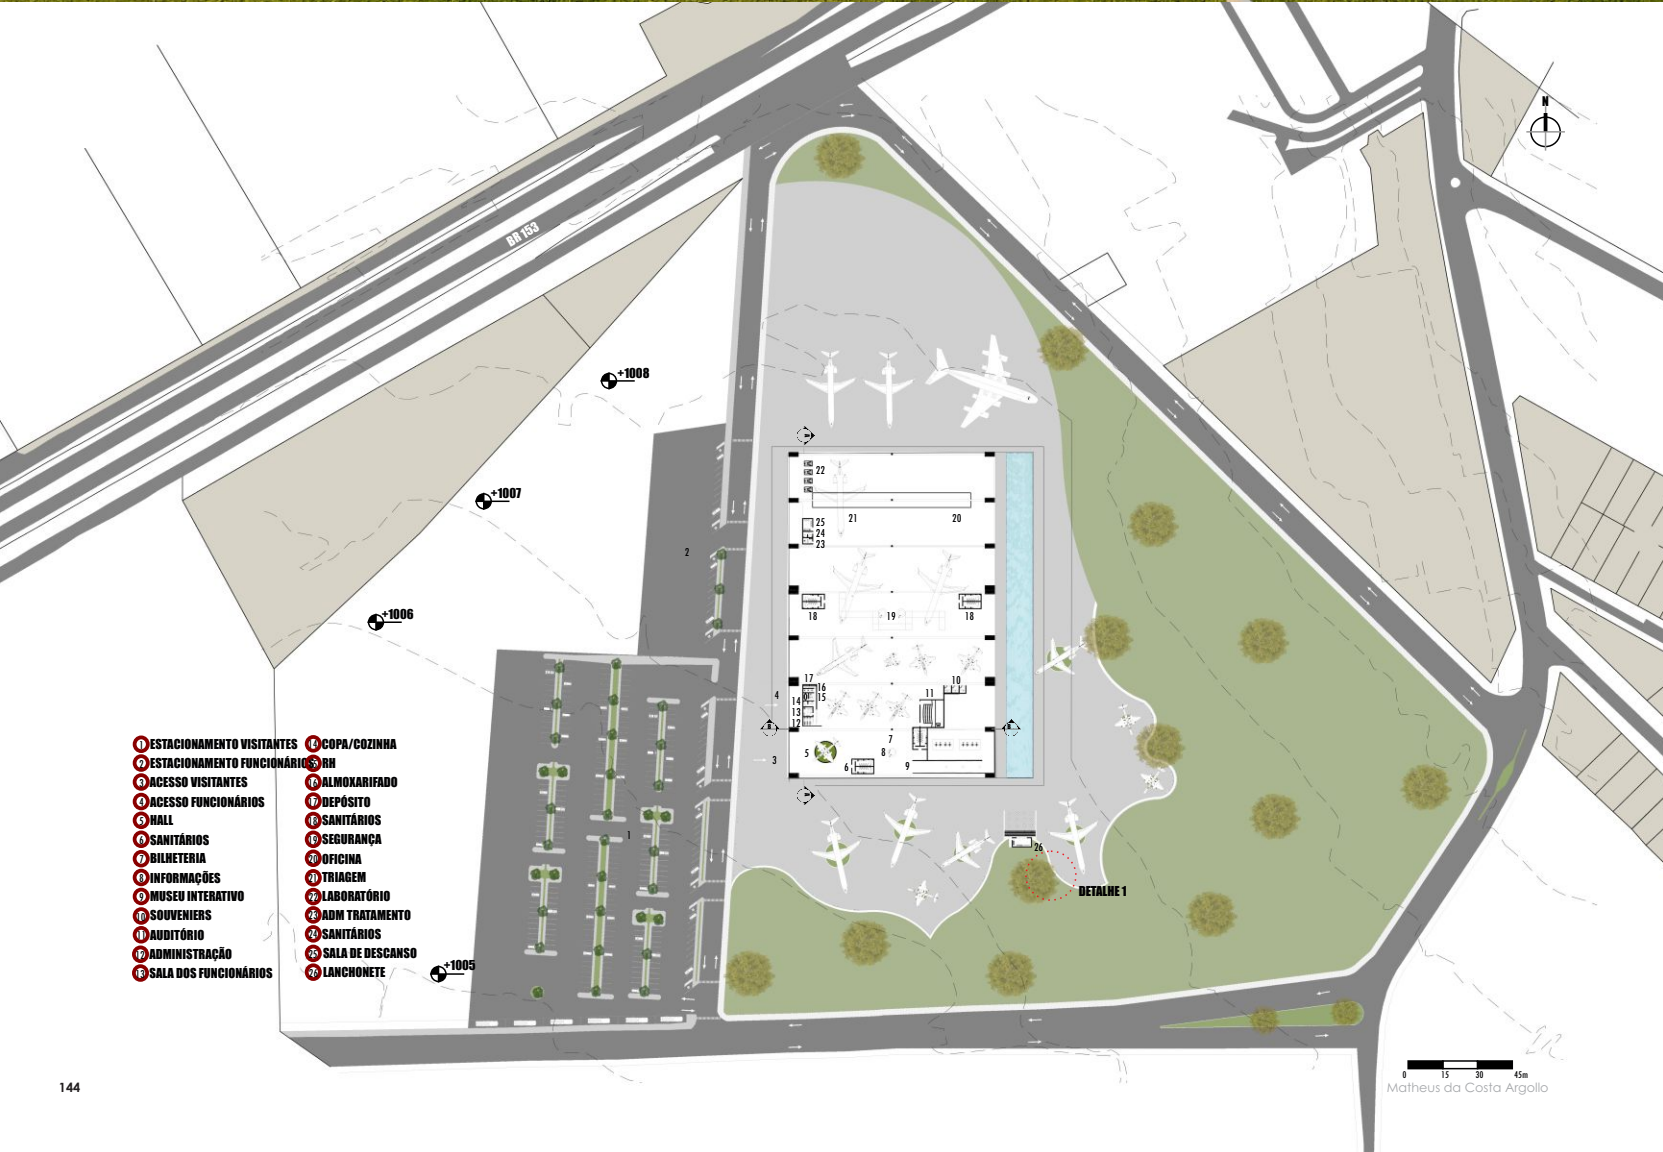 N
BR 153
+1008
+1007
+1006
+1005
22
21
20
25
24
23
2
18
19
18
17
16
15
14
13
12
11
10
4
3
5
6
7
8
9
1
26
DETALHE 1
1 ESTACIONAMENTO VISITANTES
2 ESTACIONAMENTO FUNCIONÁRIOS
3 ACESSO VISITANTES
4 ACESSO FUNCIONÁRIOS
5 HALL
6 SANITÁRIOS
7 BILHETERIA
8 INFORMAÇÕES
9 MUSEU INTERATIVO
10 SOUVENIERS
11 AUDITÓRIO
12 ADMINISTRAÇÃO
13 SALA DOS FUNCIONÁRIOS
14 COPA/COZINHA
15 RH
16 ALMOXARIFADO
17 DEPÓSITO
18 SANITÁRIOS
19 SEGURANÇA
20 OFICINA
21 TRIAGEM
22 LABORATÓRIO
23 ADM TRATAMENTO
24 SANITÁRIOS
25 SALA DE DESCANSO
26 LANCHONETE
0 15 30 45m
144
Matheus da Costa Argollo